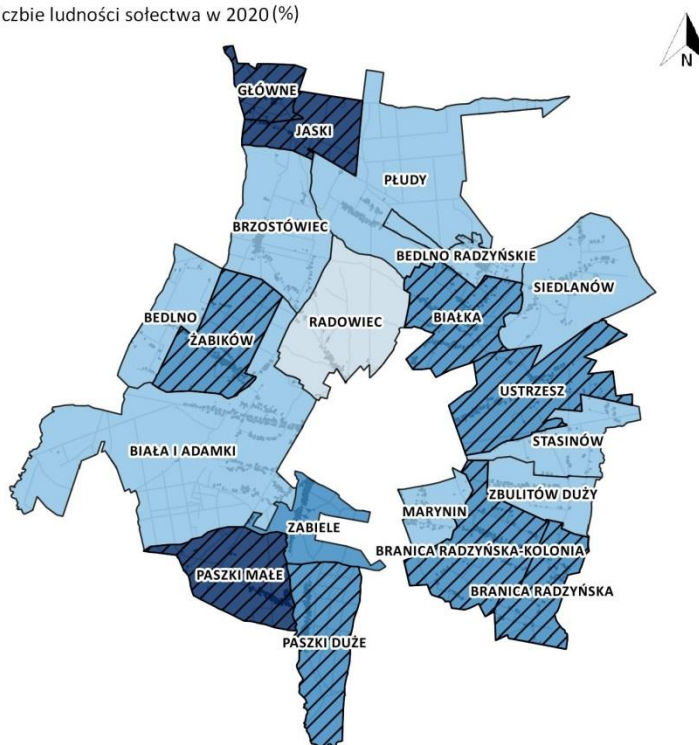 czbie ludności sołectwa w 2020 (%)
N
GŁÓWNE
JASKI
PŁUDY
BRZOSTÓWIEC
BEDLNO RADZYŃSKIE
SIEDLANÓW
BEDLNO
RADOWIEC
BIAŁKA
ŻABIKÓW
USTRZESZ
STASINÓW
BIAŁA I ADAMKI
ZBULITÓW DUŻY
MARYNIN
ZABIELE
BRANICA RADZYŃSKA-KOLONIA
PASZKI MAŁE
BRANICA RADZYŃSKA
PASZKI DUŻE